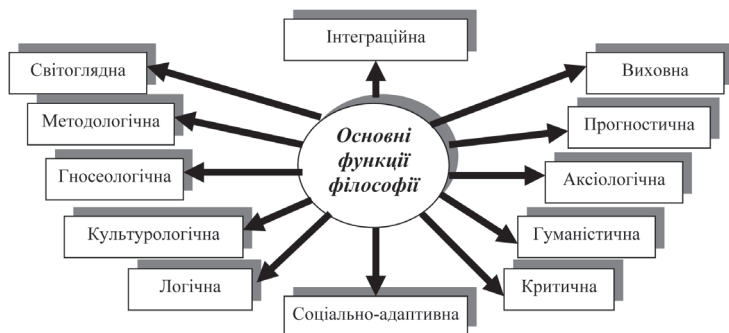 Інтеграційна
Світоглядна
Виховна
Методологічна
Прогностична
Основні
функції
філософії
Гносеологічна
Аксіологічна
Культурологічна
Гуманістична
Логічна
Критична
Соціально-адаптивна